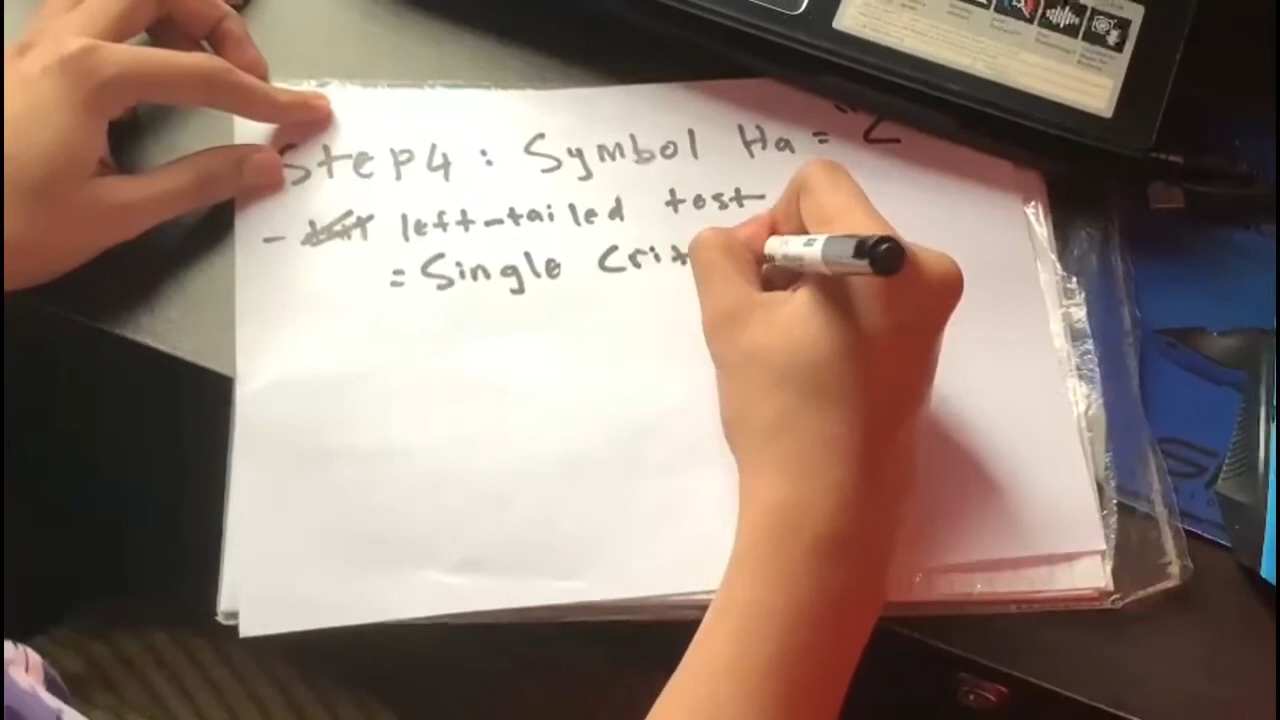 Step4 : Symbol Ha = "<
- left-tailed test
= Single Crit